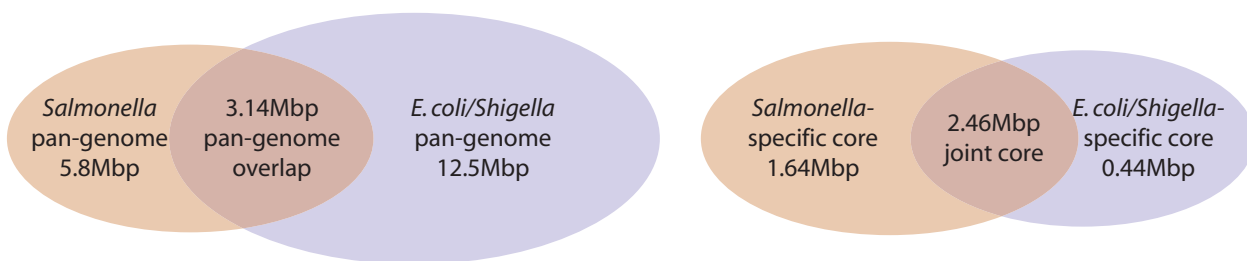 Salmonella
pan-genome
5.8Mbp
3.14Mbp
pan-genome
overlap
E. coli/Shigella
pan-genome
12.5Mbp
Salmonella-
specific core
1.64Mbp
2.46Mbp
joint core
E. coli/Shigella-
specific core
0.44Mbp